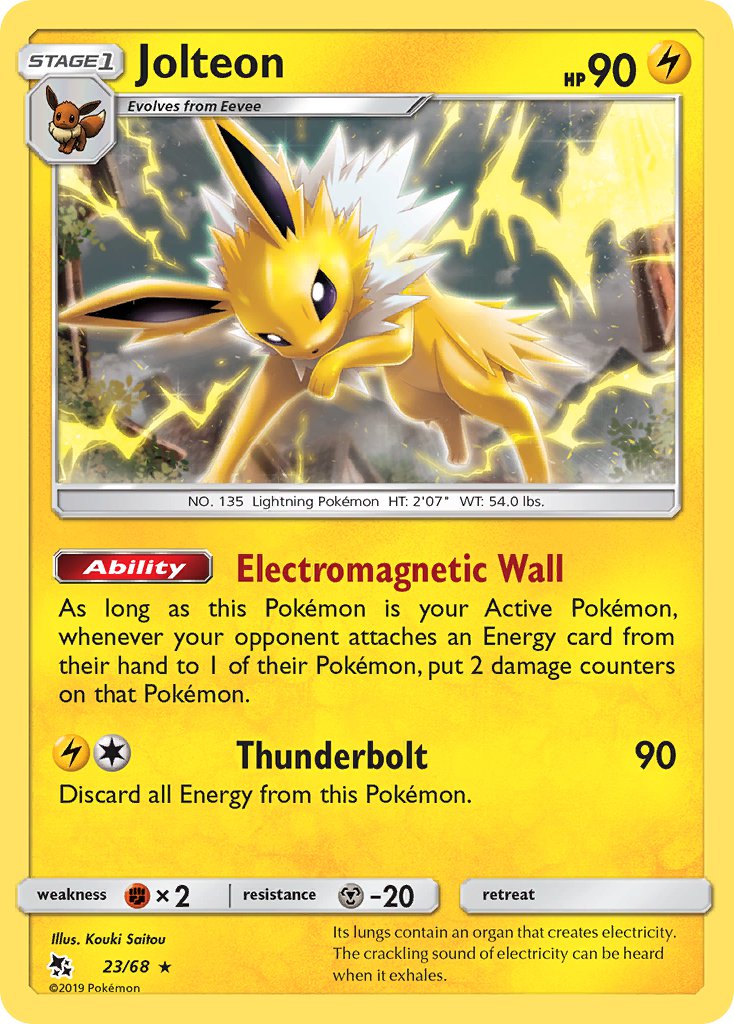 STAGE1
Jolteon
HP90
Evolves from Eevee
NO. 135 Lightning Pokémon HT: 2'07" WT: 54.0 lbs.
Ability Electromagnetic Wall
As long as this Pokémon is your Active Pokémon,
whenever your opponent attaches an Energy card from
their hand to 1 of their Pokémon, put 2 damage counters
on that Pokémon.
Thunderbolt 90
Discard all Energy from this Pokémon.
weakness ×2 resistance -20 retreat
Illus. Kouki Saitou
23/68 ★
©2019 Pokémon
Its lungs contain an organ that creates electricity.
The crackling sound of electricity can be heard
when it exhales.